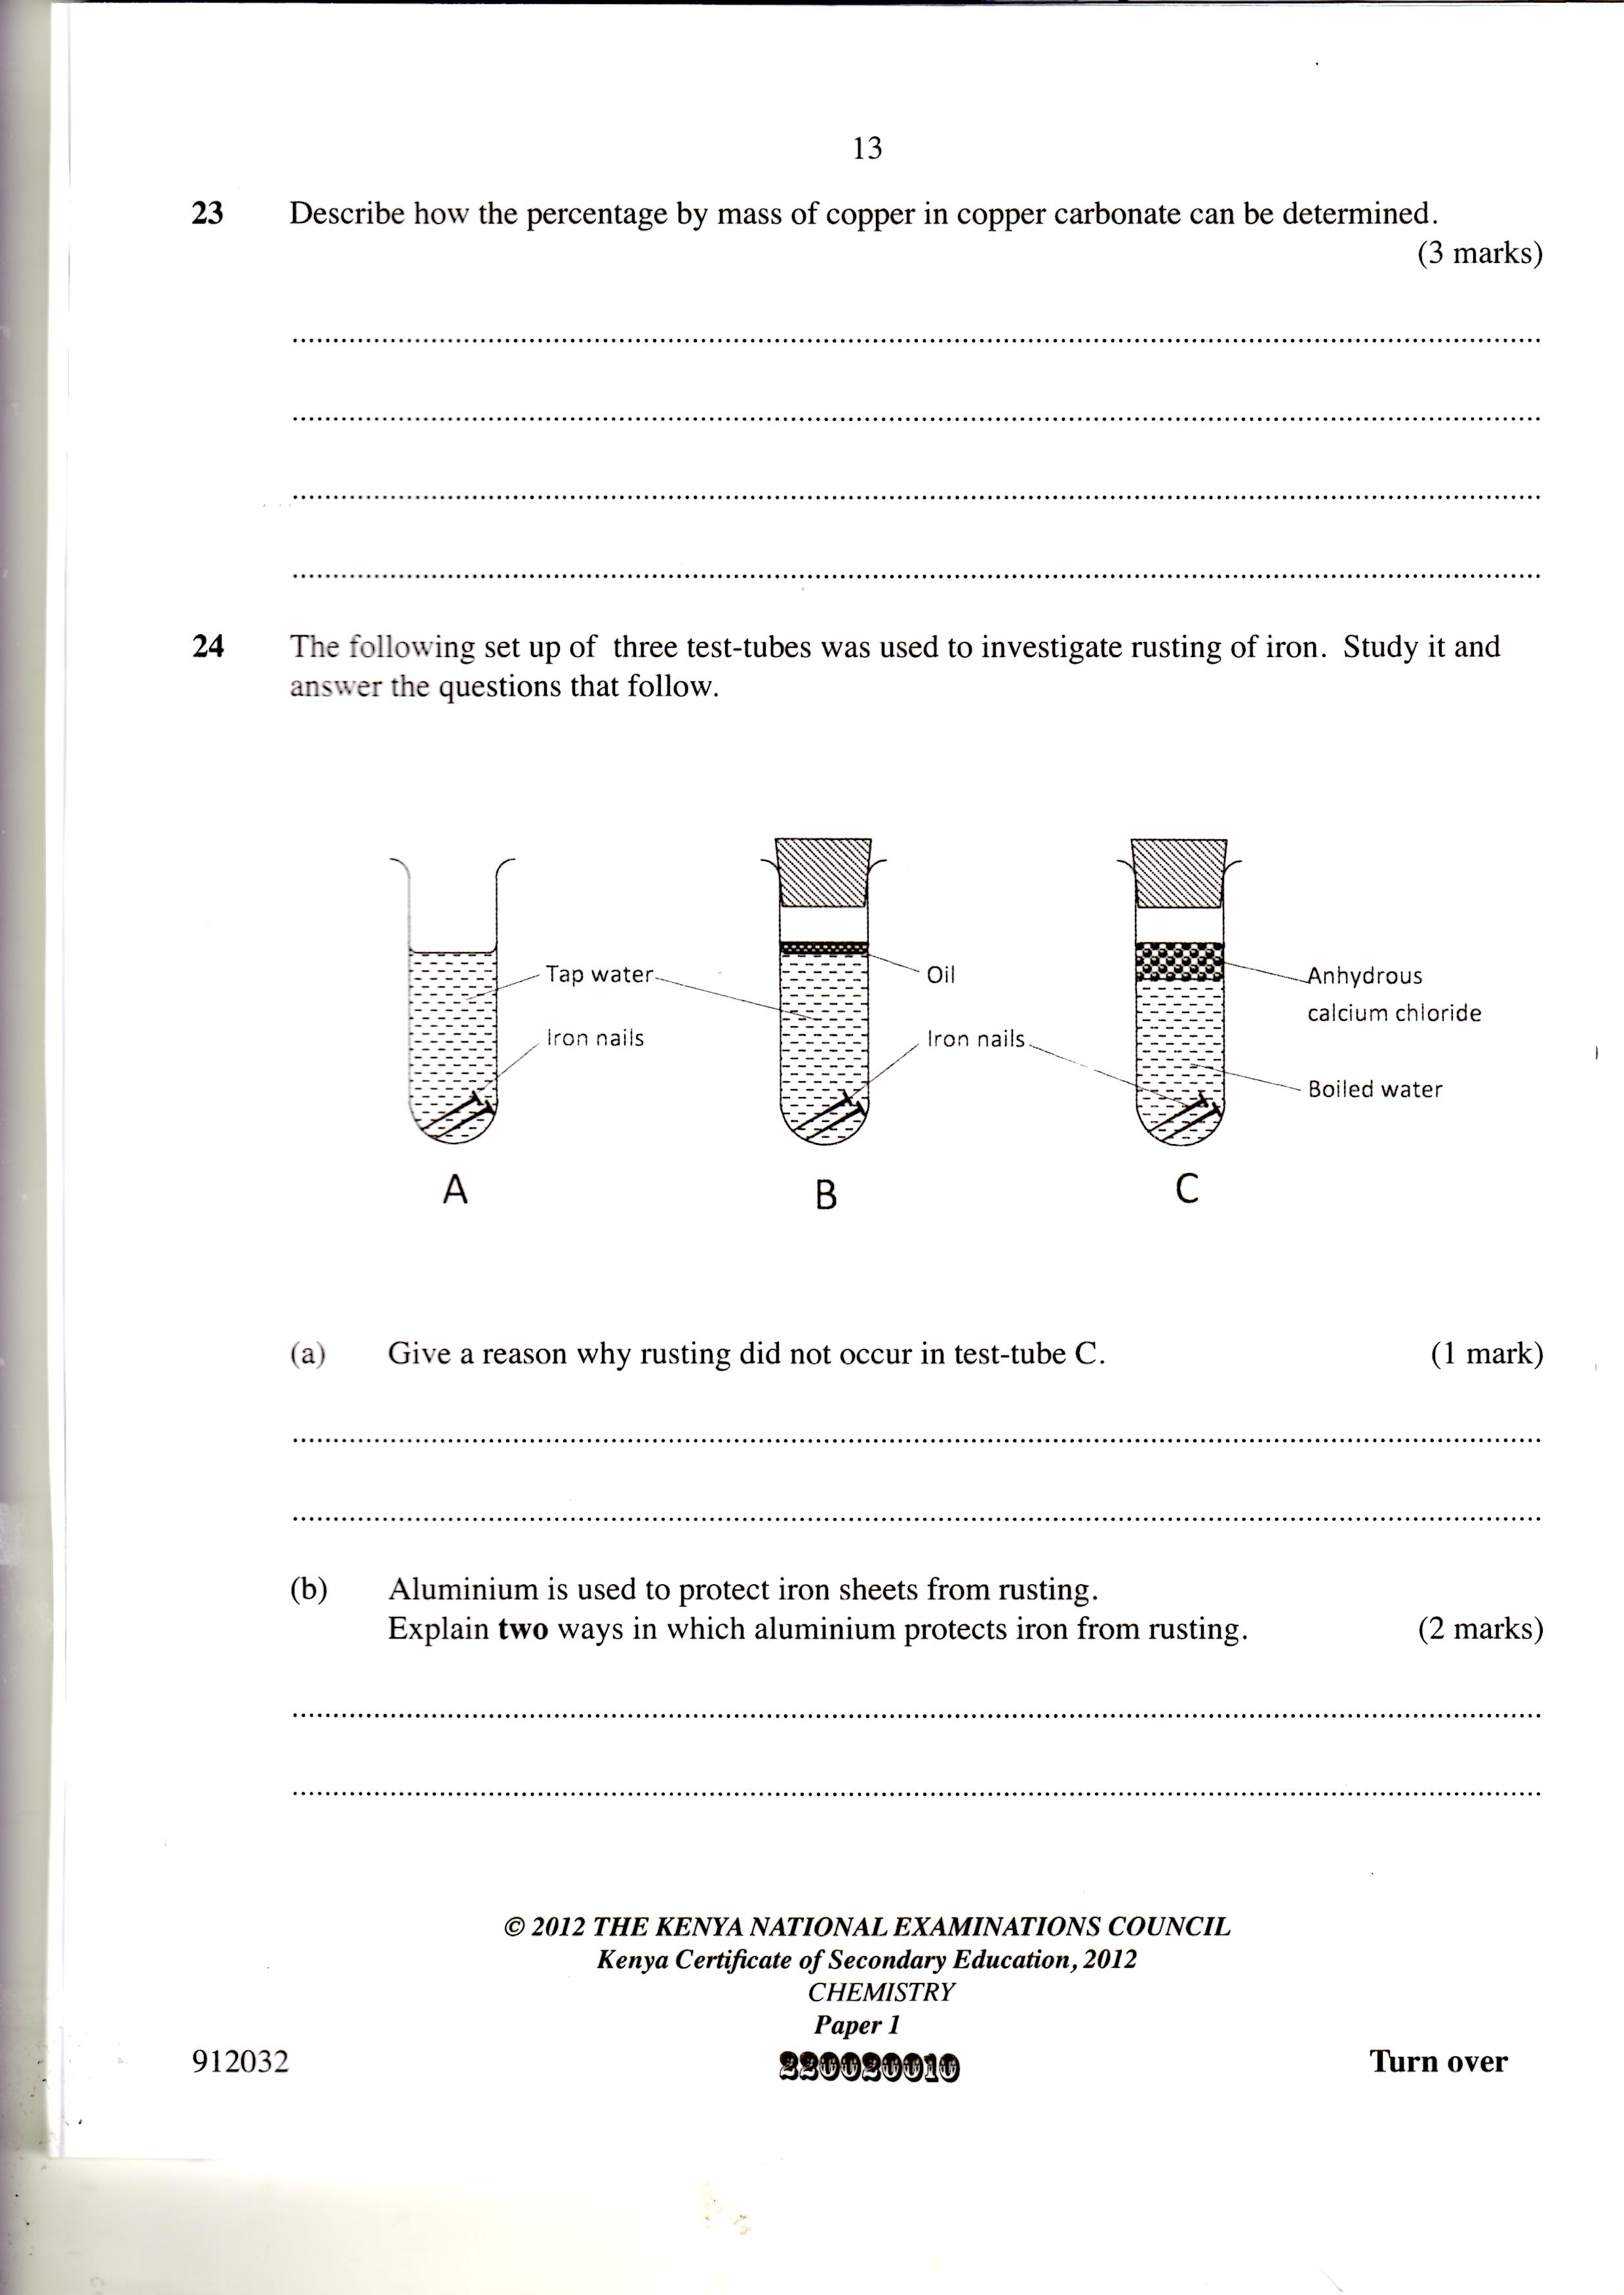 13
23 Describe how the percentage by mass of copper in copper carbonate can be determined.
(3 marks)
24 The following set up of three test-tubes was used to investigate rusting of iron. Study it and
answer the questions that follow.
Tap water
Oil
Anhydrous
calcium chloride
Iron nails
Iron nails
Boiled water
A
B
C
(a) Give a reason why rusting did not occur in test-tube C. (1 mark)
(b) Aluminium is used to protect iron sheets from rusting.
Explain two ways in which aluminium protects iron from rusting. (2 marks)
© 2012 THE KENYA NATIONAL EXAMINATIONS COUNCIL
Kenya Certificate of Secondary Education, 2012
CHEMISTRY
Paper 1
912032 220020010 Turn over